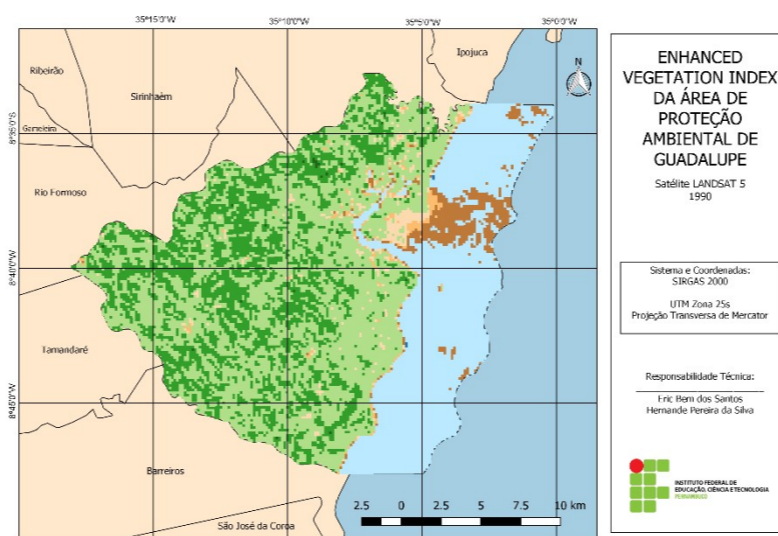 35°15'0"W
35°10'0"W
35°5'0"W
35°0'0"W
Ipojuca
Ribeirão
Sirinhaém
Gameleira
8°35'0"S
Rio Formoso
8°40'0"W
Tamandaré
8°45'0"W
Barreiros
São José da Coroa
N
2.5 0 2.5 5 7.5 10 km
ENHANCED
VEGETATION INDEX
DA ÁREA DE
PROTEÇÃO
AMBIENTAL DE
GUADALUPE
Satélite LANDSAT 5
1990
Sistema e Coordenadas:
SIRGAS 2000
UTM Zona 25s
Projeção Transversa de Mercator
Responsabilidade Técnica:
Eric Bem dos Santos
Hernande Pereira da Silva
INSTITUTO FEDERAL DE
EDUCAÇÃO, CIÊNCIA E TECNOLOGIA
PERNAMBUCO